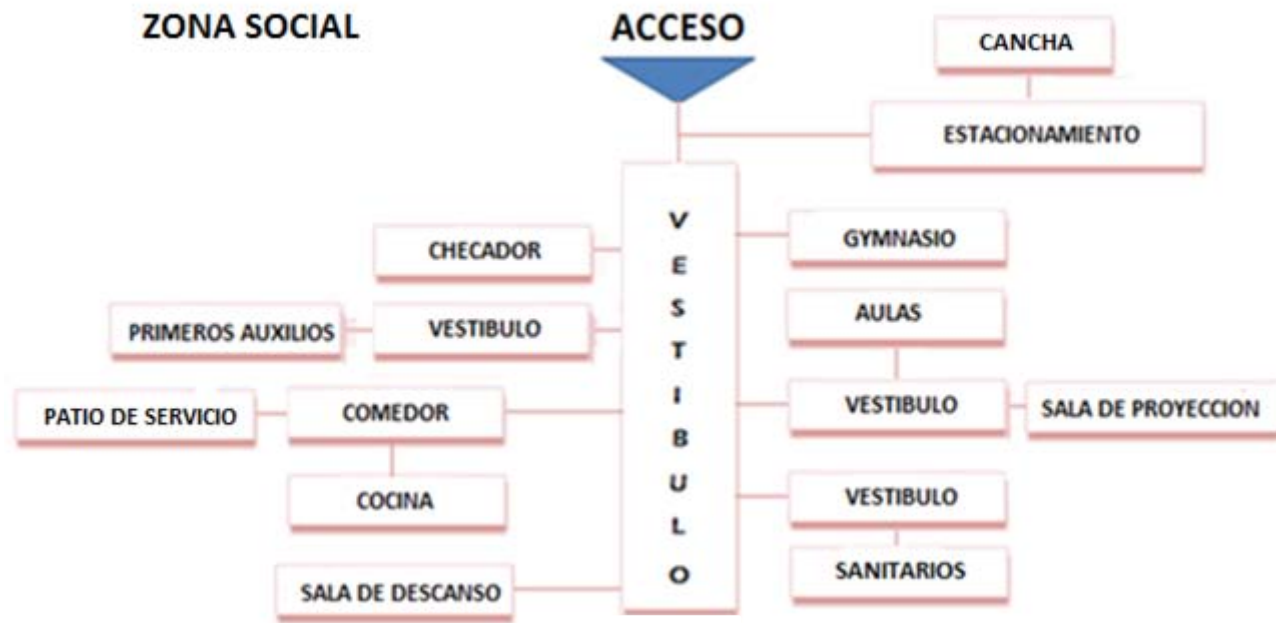 ZONA SOCIAL
ACCESO
CANCHA
ESTACIONAMIENTO
VESTIBULO
CHECADOR
GYMNASIO
PRIMEROS AUXILIOS
VESTIBULO
AULAS
PATIO DE SERVICIO
COMEDOR
VESTIBULO
SALA DE PROYECCION
COCINA
VESTIBULO
SALA DE DESCANSO
SANITARIOS